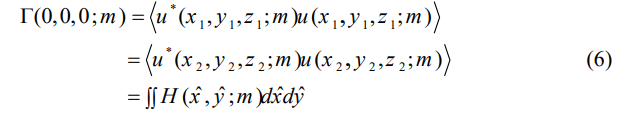 Γ(0,0,0;m) = ⟨u*(x₁,y₁,z₁;m)u(x₁,y₁,z₁;m)⟩
= ⟨u*(x₂,y₂,z₂;m)u(x₂,y₂,z₂;m)⟩ (6)
= ∬H(x̂,ŷ;m)dx̂dŷ